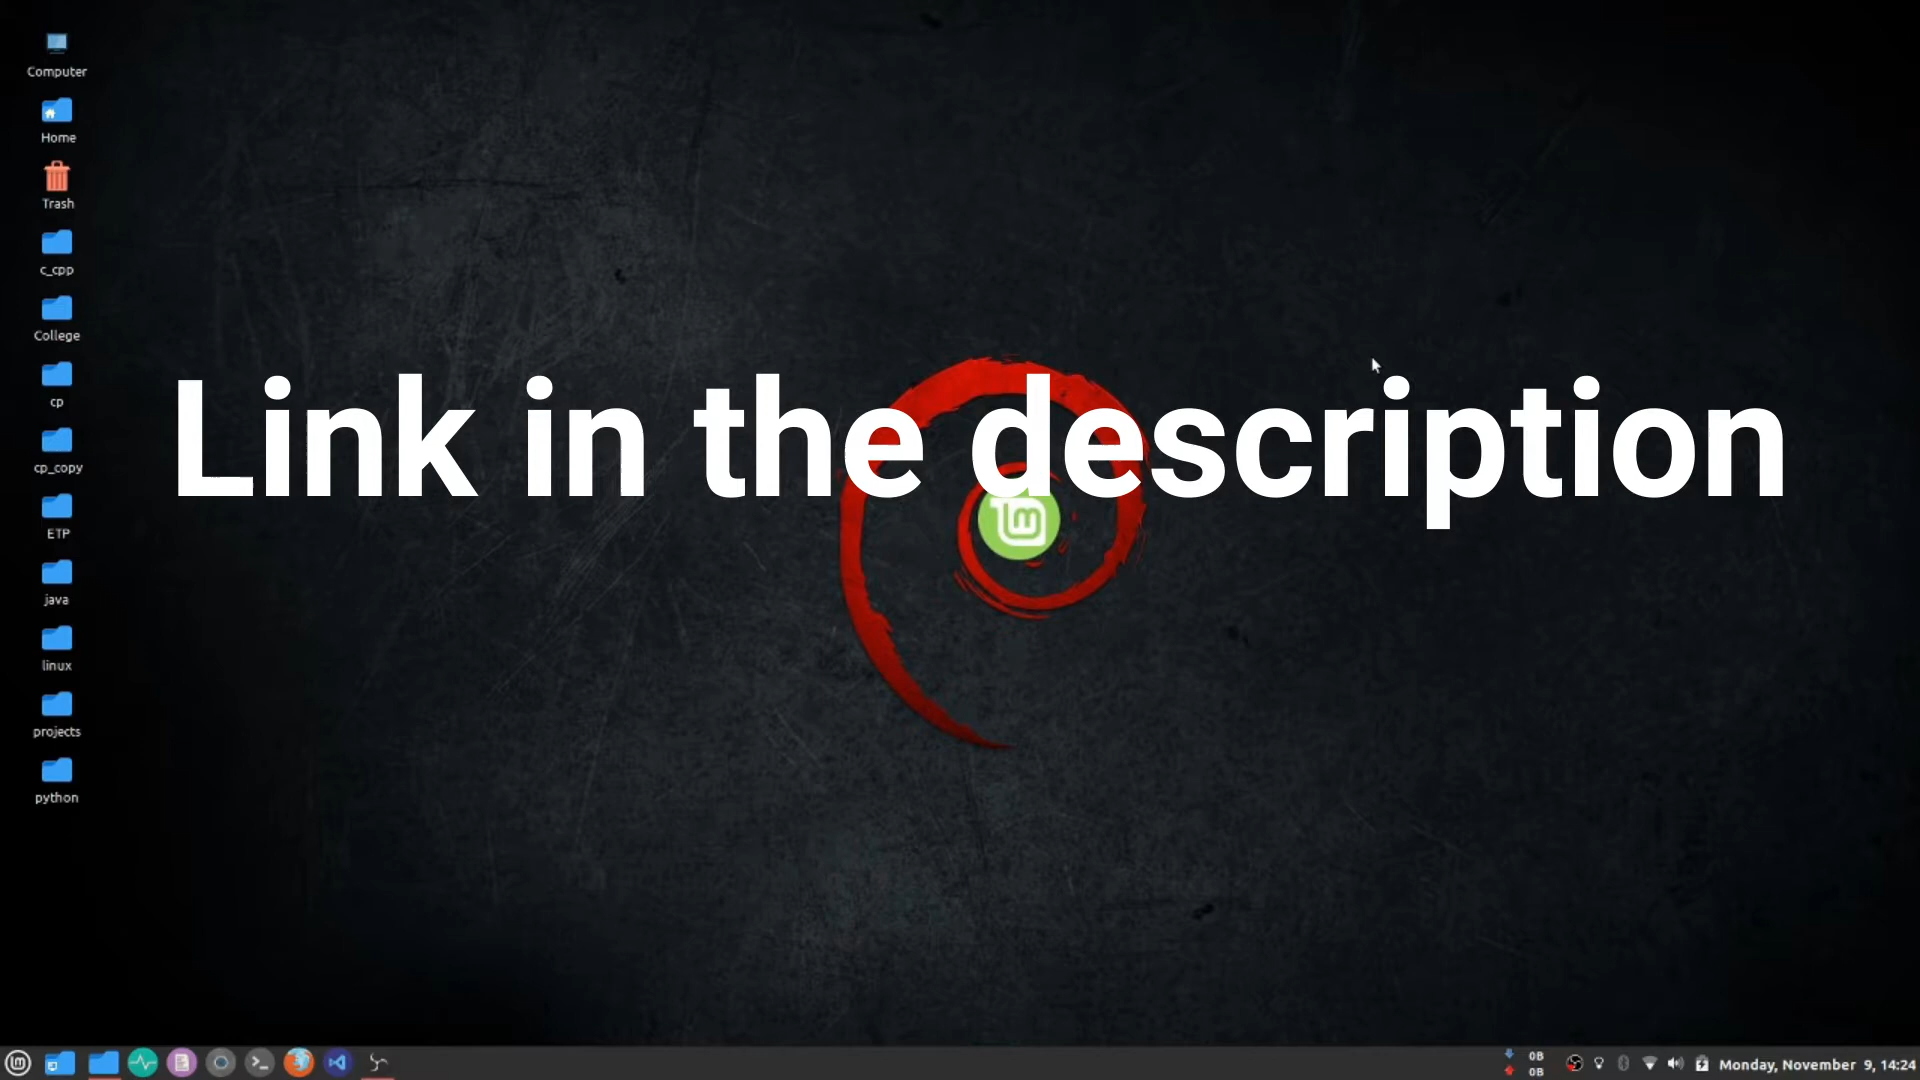 Computer
Home
Trash
c_cpp
College
cp
cp_copy
ETP
java
linux
projects
python
Link in the description
0B
0B
Monday, November 9, 14:24